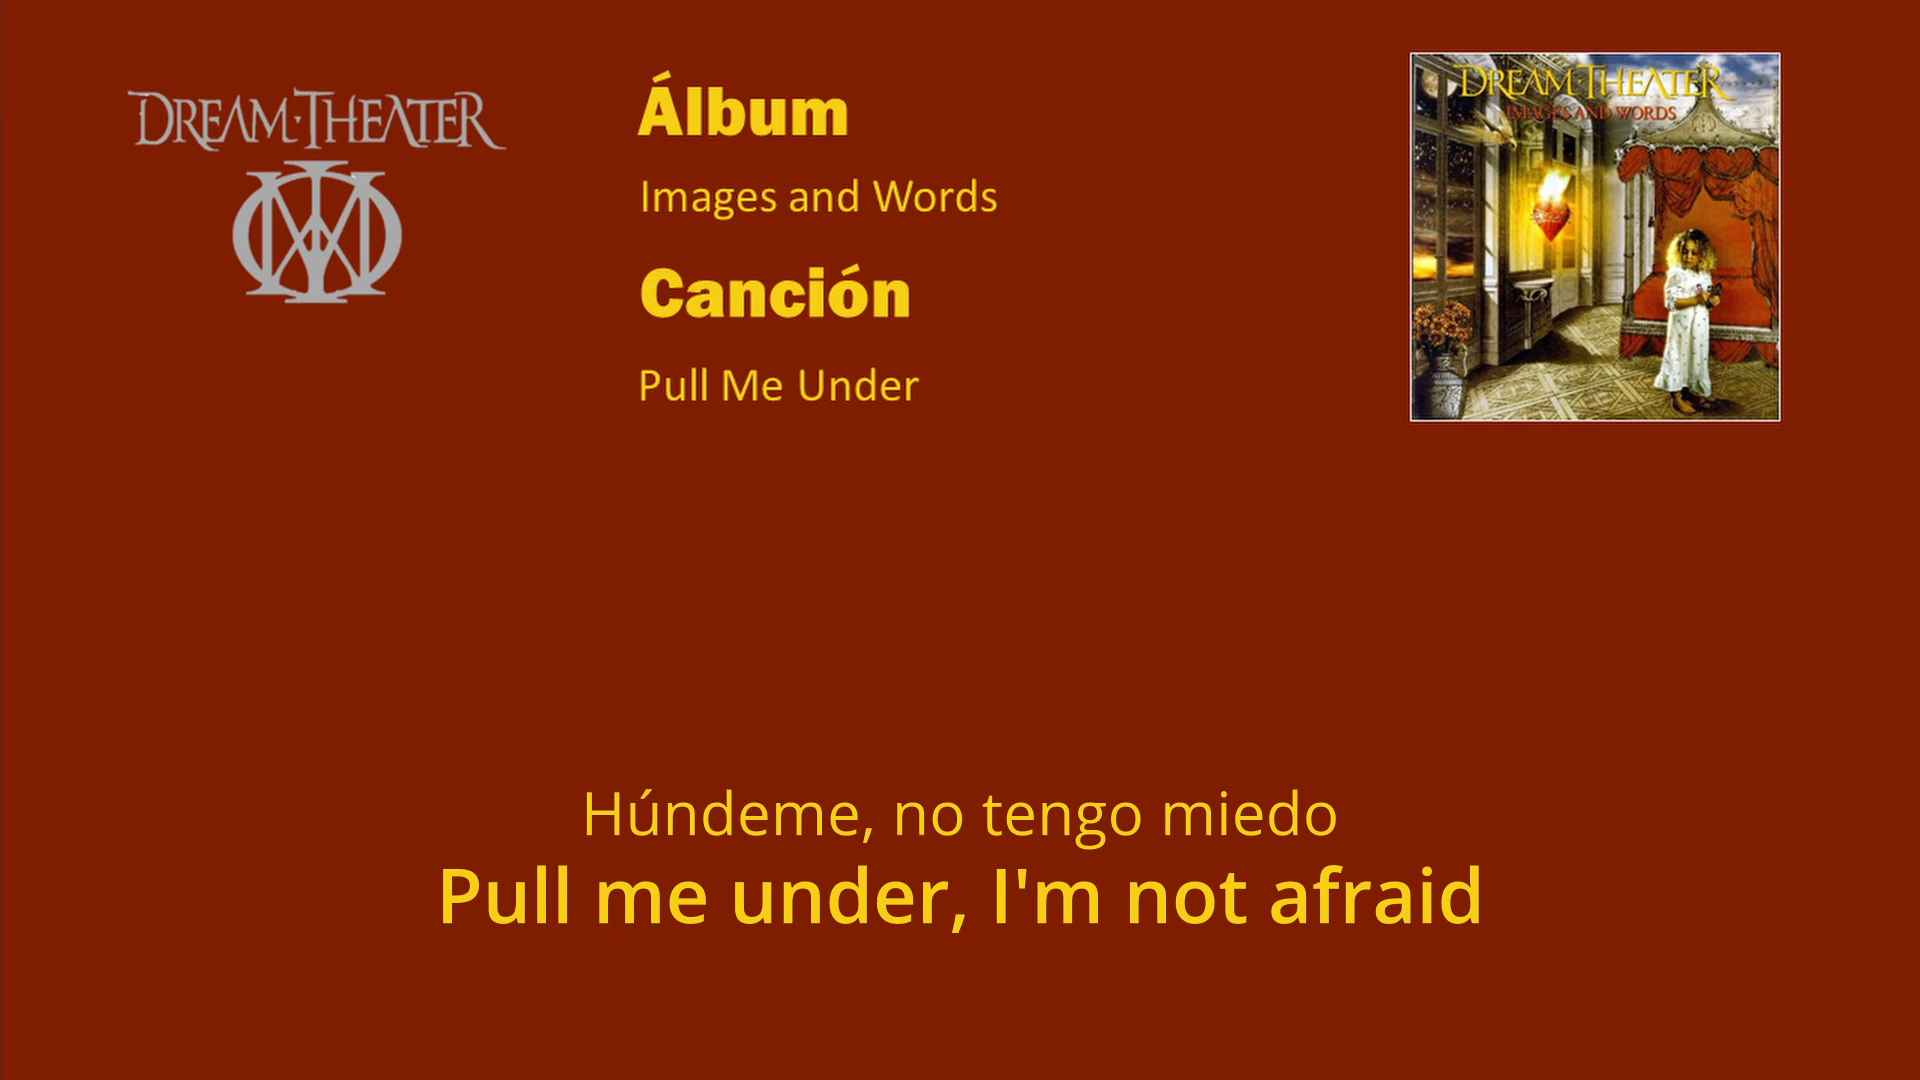 DREAM THEATER
Álbum
Images and Words
Canción
Pull Me Under
DREAM THEATER
IMAGES AND WORDS
Húndeme, no tengo miedo
Pull me under, I'm not afraid